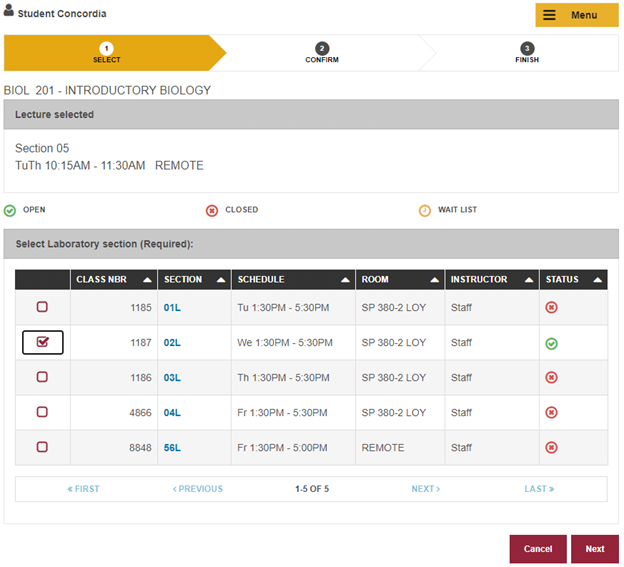 Student Concordia
Menu
1 2 3
SELECT CONFIRM FINISH
BIOL 201 - INTRODUCTORY BIOLOGY
Lecture selected
Section 05
TuTh 10:15AM - 11:30AM REMOTE
OPEN CLOSED WAIT LIST
Select Laboratory section (Required):
CLASS NBR SECTION SCHEDULE ROOM INSTRUCTOR STATUS
1185 01L Tu 1:30PM - 5:30PM SP 380-2 LOY Staff
1187 02L We 1:30PM - 5:30PM SP 380-2 LOY Staff
1186 03L Th 1:30PM - 5:30PM SP 380-2 LOY Staff
4866 04L Fr 1:30PM - 5:30PM SP 380-2 LOY Staff
8848 56L Fr 1:30PM - 5:00PM REMOTE Staff
« FIRST ‹ PREVIOUS 1-5 OF 5 NEXT › LAST »
Cancel Next